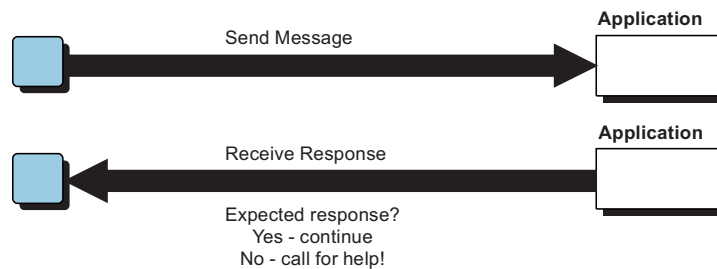 Application
Send Message
Application
Receive Response
Expected response?
Yes - continue
No - call for help!